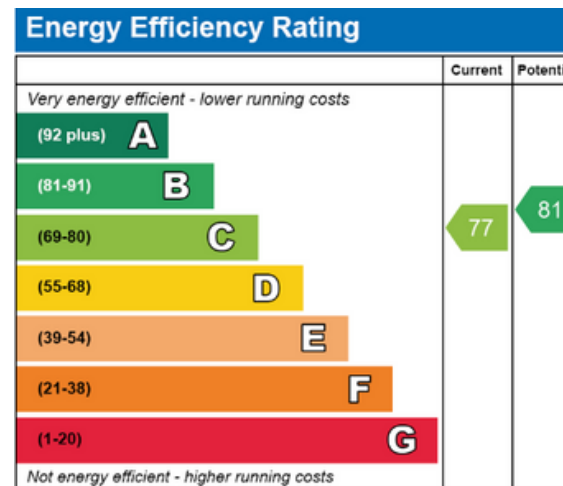 Energy Efficiency Rating
Current Potenti
Very energy efficient - lower running costs
(92 plus) A
(81-91) B
81
(69-80) C
77
(55-68) D
(39-54) E
(21-38) F
(1-20) G
Not energy efficient - higher running costs